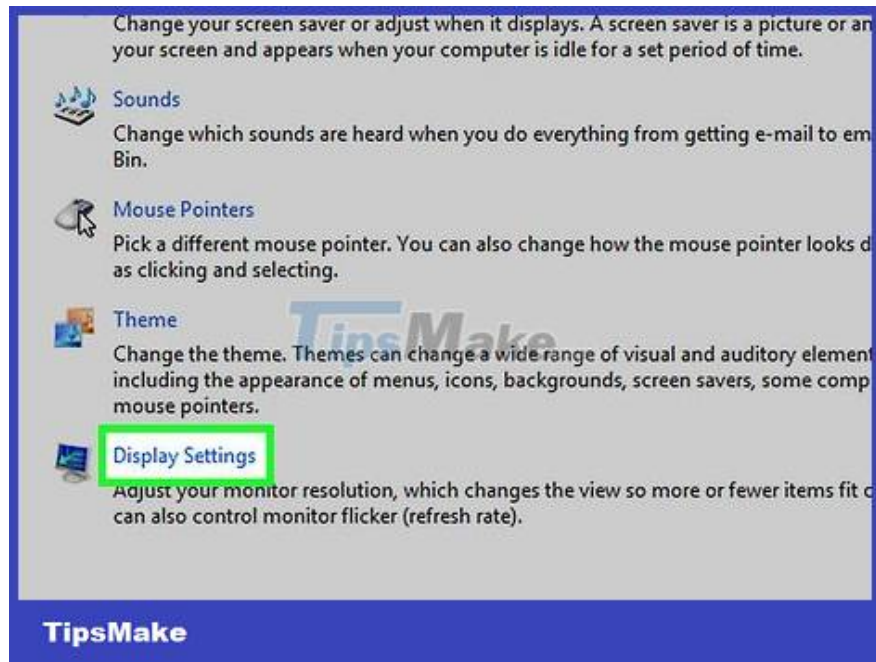 Change your screen saver or adjust when it displays. A screen saver is a picture or an
your screen and appears when your computer is idle for a set period of time.
Sounds
Change which sounds are heard when you do everything from getting e-mail to em
Bin.
Mouse Pointers
Pick a different mouse pointer. You can also change how the mouse pointer looks d
as clicking and selecting.
Theme
TipsMake
Change the theme. Themes can change a wide range of visual and auditory element
including the appearance of menus, icons, backgrounds, screen savers, some comp
mouse pointers.
Display Settings
Adjust your monitor resolution, which changes the view so more or fewer items fit o
can also control monitor flicker (refresh rate).
TipsMake